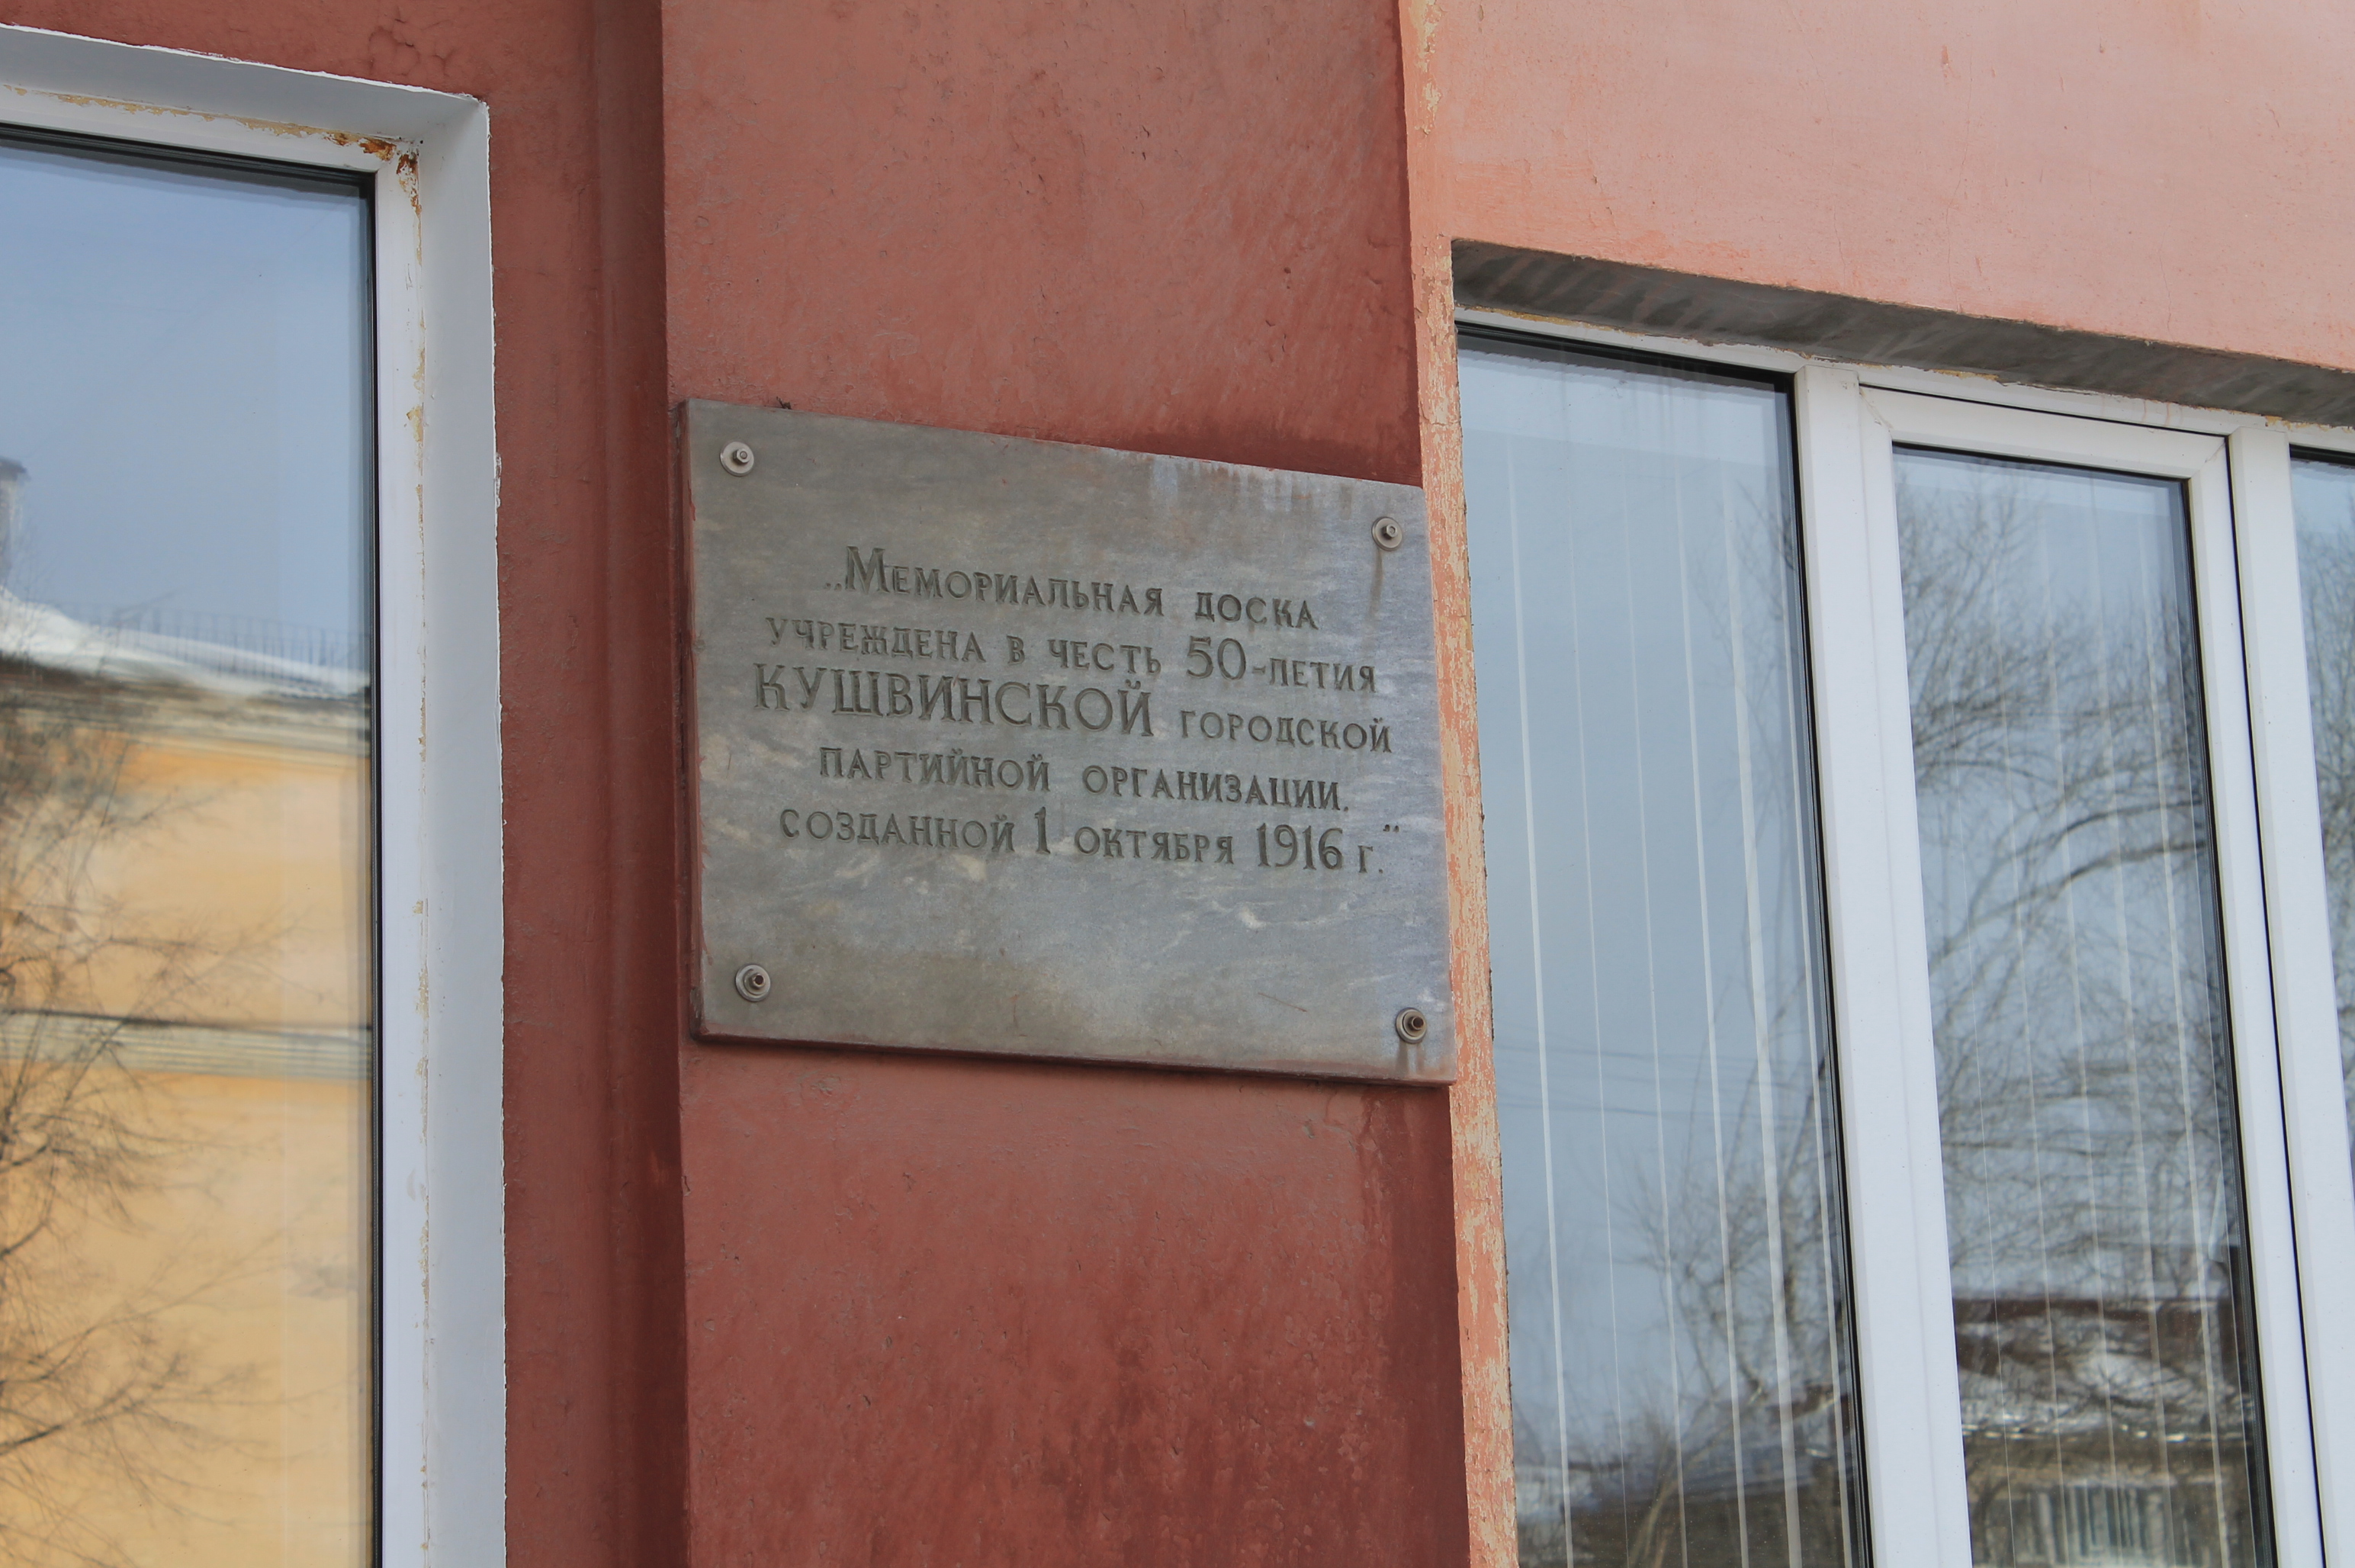 „Мемориальная доска
учреждена в честь 50-летия
КУШВИНСКОЙ городской
партийной организации.
созданной 1 октября 1916 г."